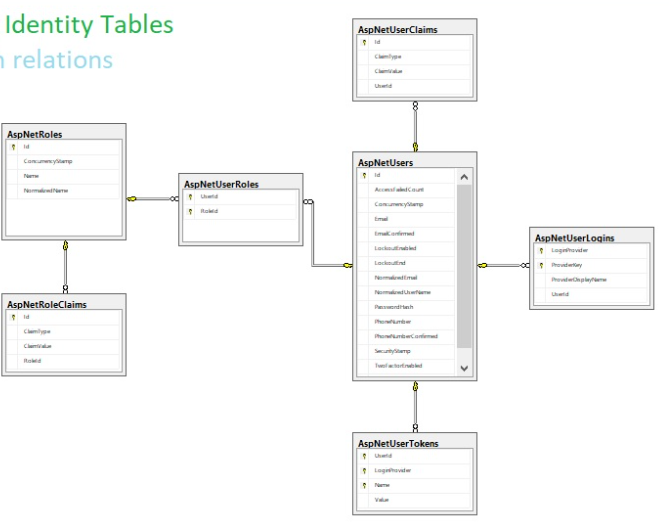 Identity Tables
n relations
AspNetUserClaims
Id
ClaimType
ClaimValue
UserId
AspNetRoles
Id
ConcurrencyStamp
Name
NormalizedName
AspNetUserRoles
UserId
RoleId
AspNetUsers
Id
AccessFailedCount
ConcurrencyStamp
Email
EmailConfirmed
LockoutEnabled
LockoutEnd
NormalizedEmail
NormalizedUserName
PasswordHash
PhoneNumber
PhoneNumberConfirmed
SecurityStamp
TwoFactorEnabled
AspNetUserLogins
LoginProvider
ProviderKey
ProviderDisplayName
UserId
AspNetRoleClaims
Id
ClaimType
ClaimValue
RoleId
AspNetUserTokens
UserId
LoginProvider
Name
Value